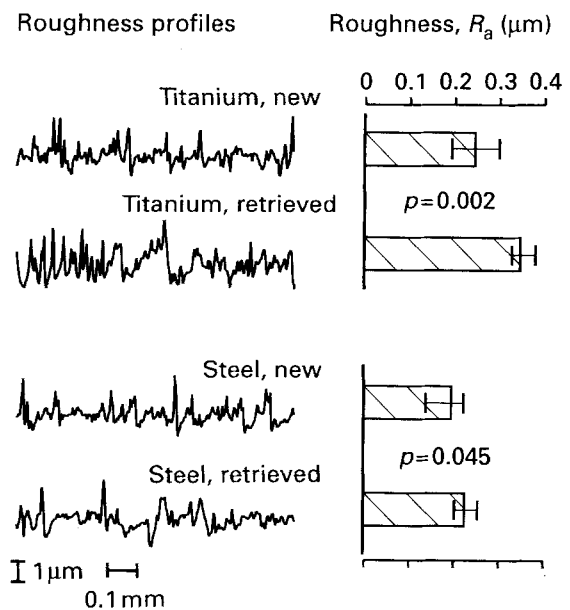 Roughness profiles
Roughness, Rₐ (μm)
0 0.1 0.2 0.3 0.4
Titanium, new
Titanium, retrieved
p=0.002
Steel, new
Steel, retrieved
p=0.045
1μm
0.1mm